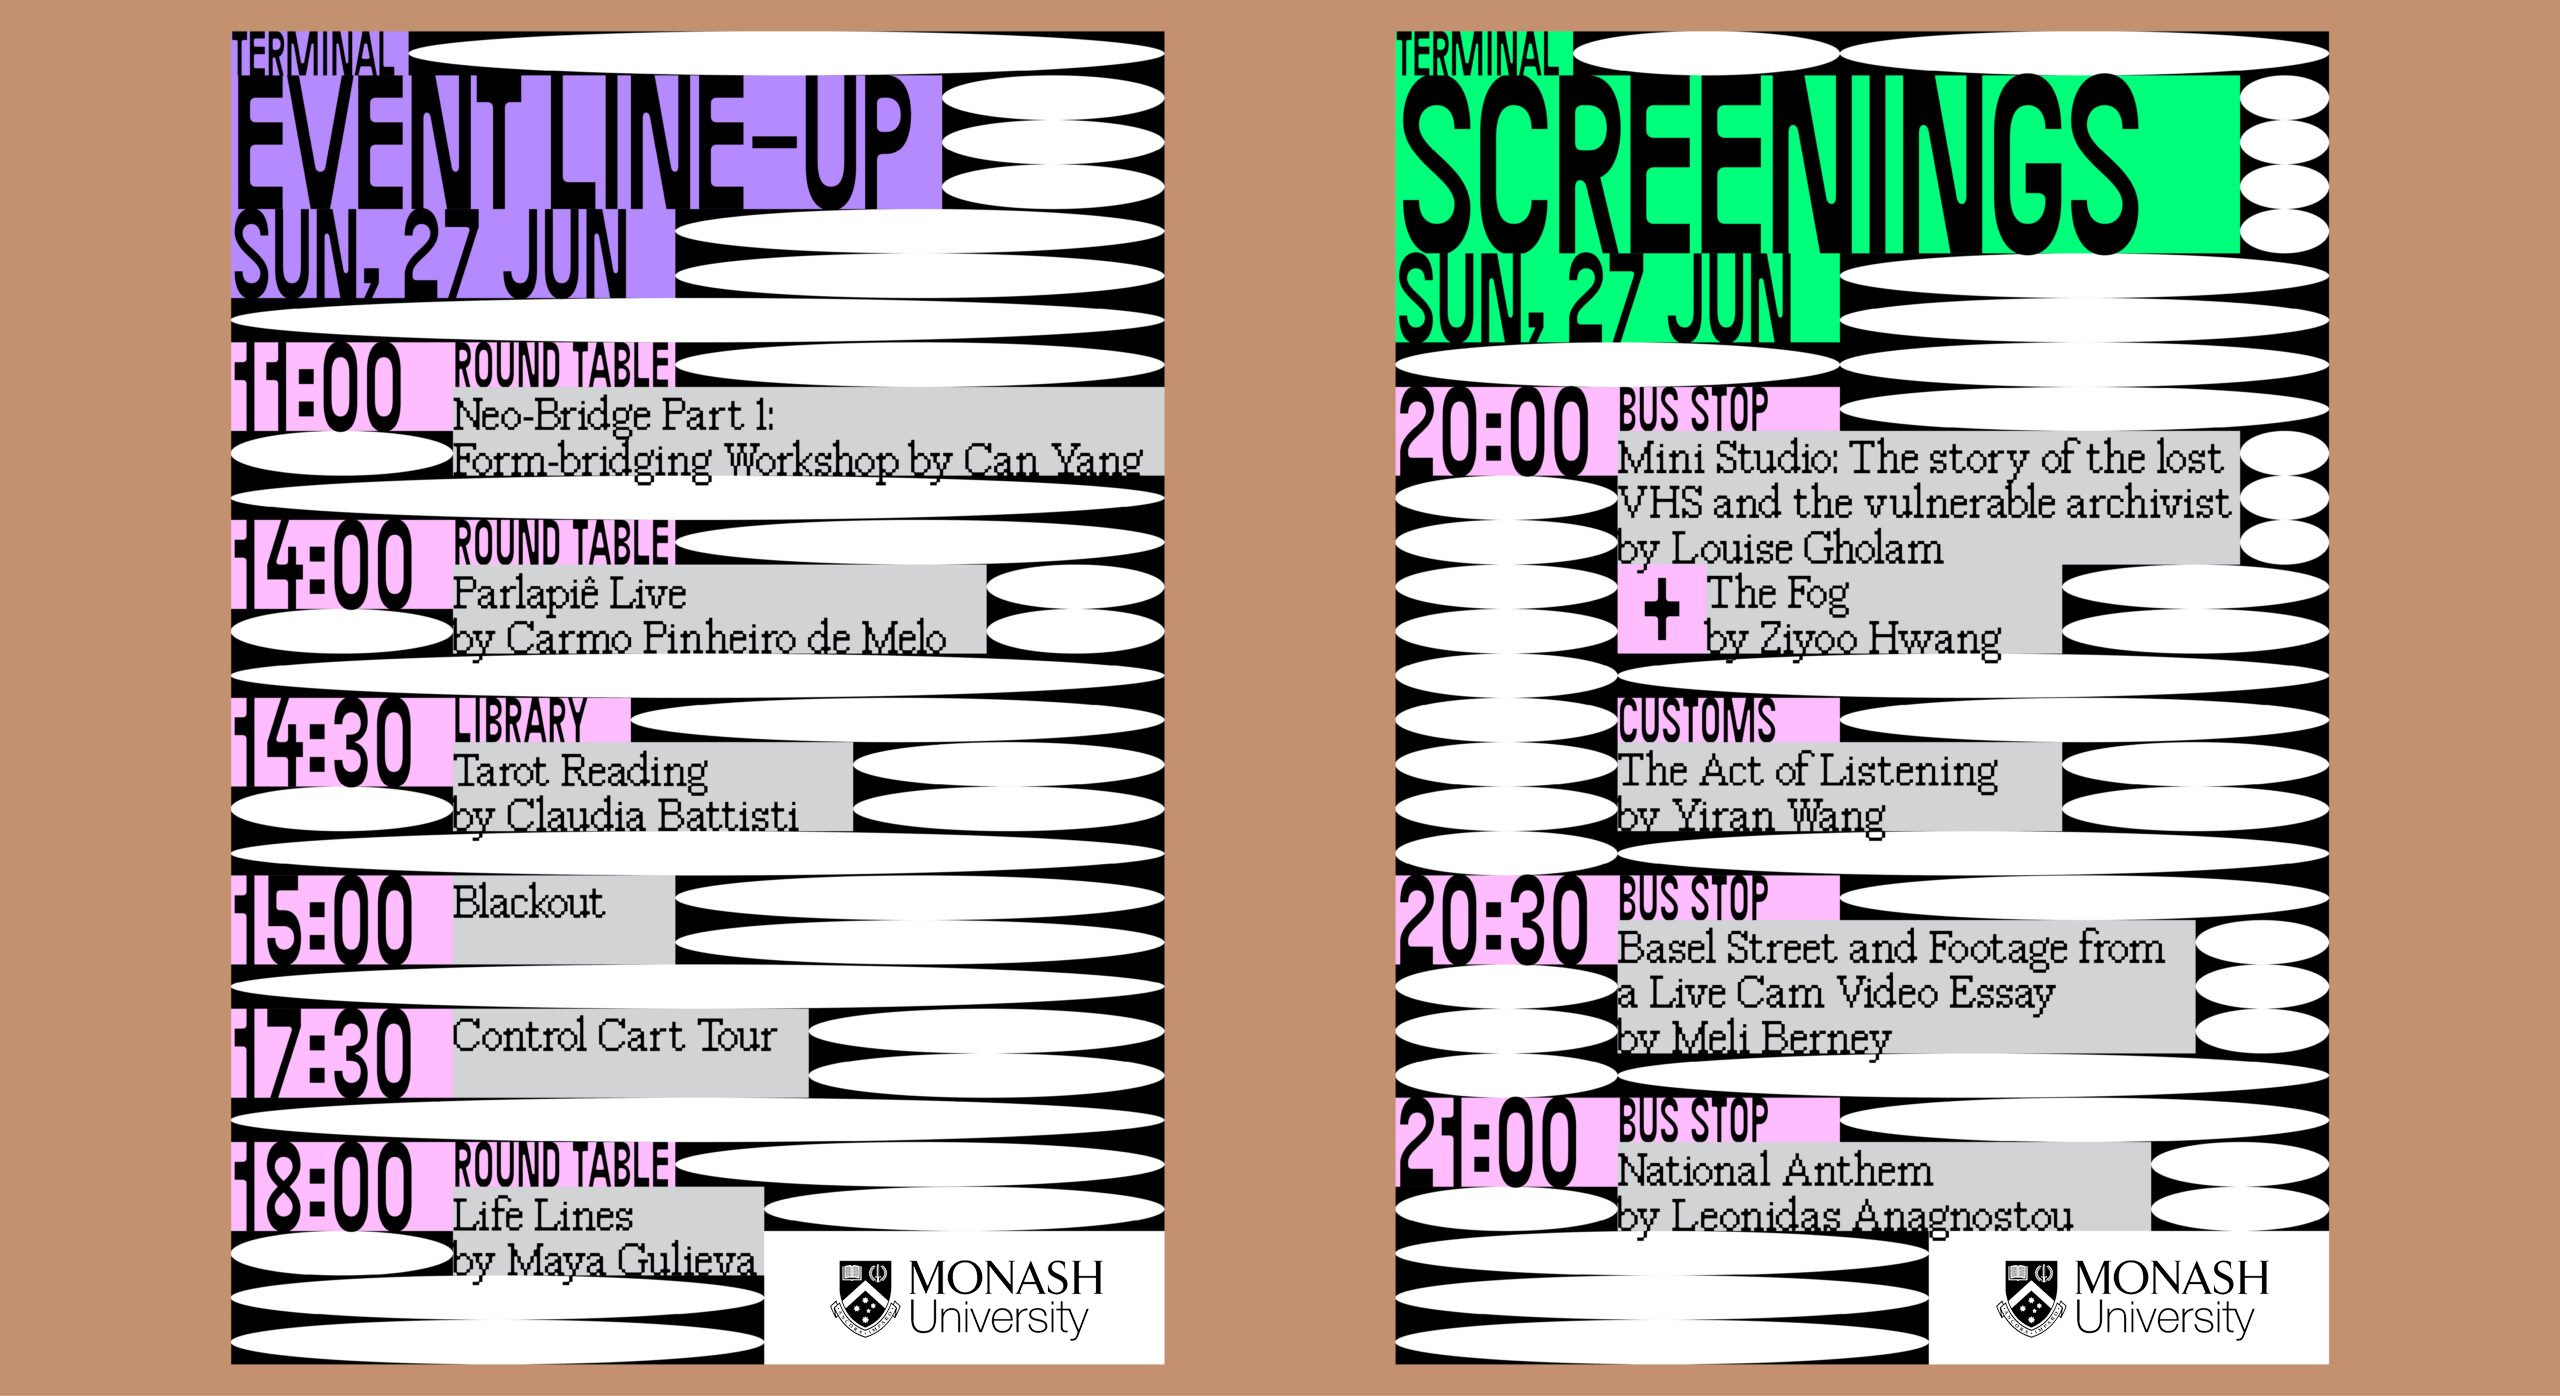 TERMINAL
EVENT LINE–UP
SUN, 27 JUN
11:00
ROUND TABLE
Neo-Bridge Part 1:
Form-bridging Workshop by Can Yang
14:00
ROUND TABLE
Parlapiê Live
by Carmo Pinheiro de Melo
14:30
LIBRARY
Tarot Reading
by Claudia Battisti
15:00
Blackout
17:30
Control Cart Tour
18:00
ROUND TABLE
Life Lines
by Maya Gulieva
MONASH
University
TERMINAL
SCREENINGS
SUN, 27 JUN
20:00
BUS STOP
Mini Studio: The story of the lost
VHS and the vulnerable archivist
by Louise Gholam
+
The Fog
by Ziyoo Hwang
CUSTOMS
The Act of Listening
by Yiran Wang
20:30
BUS STOP
Basel Street and Footage from
a Live Cam Video Essay
by Meli Berney
21:00
BUS STOP
National Anthem
by Leonidas Anagnostou
MONASH
University